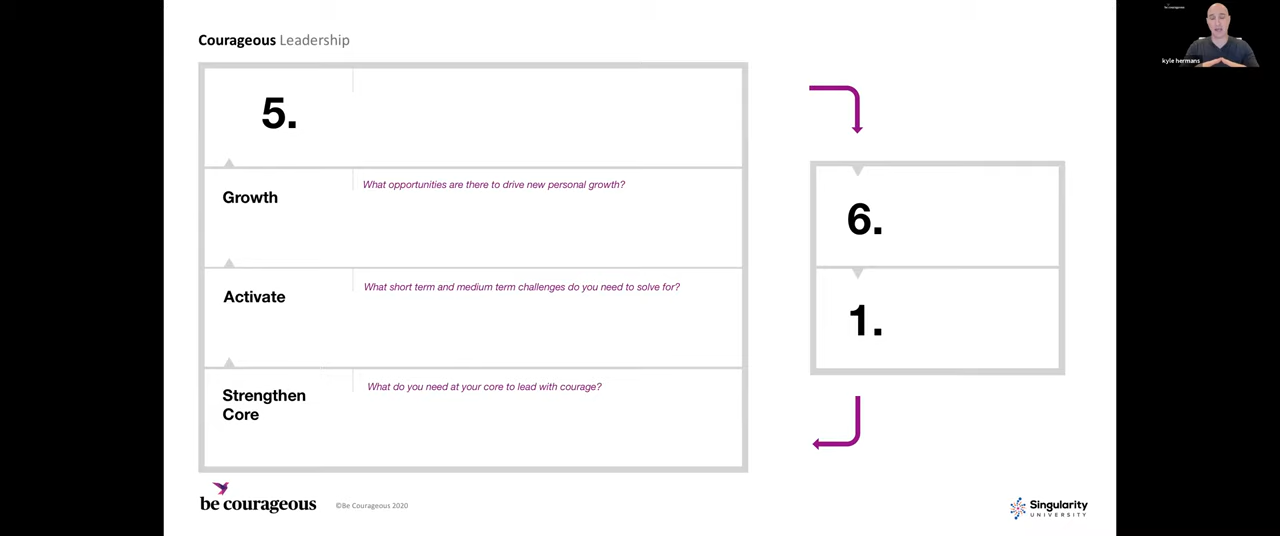 Courageous Leadership
5.
Growth
What opportunities are there to drive new personal growth?
Activate
What short term and medium term challenges do you need to solve for?
Strengthen
Core
What do you need at your core to lead with courage?
6.
1.
be courageous
©Be Courageous 2020
Singularity
UNIVERSITY
be courageous
kyle hermans